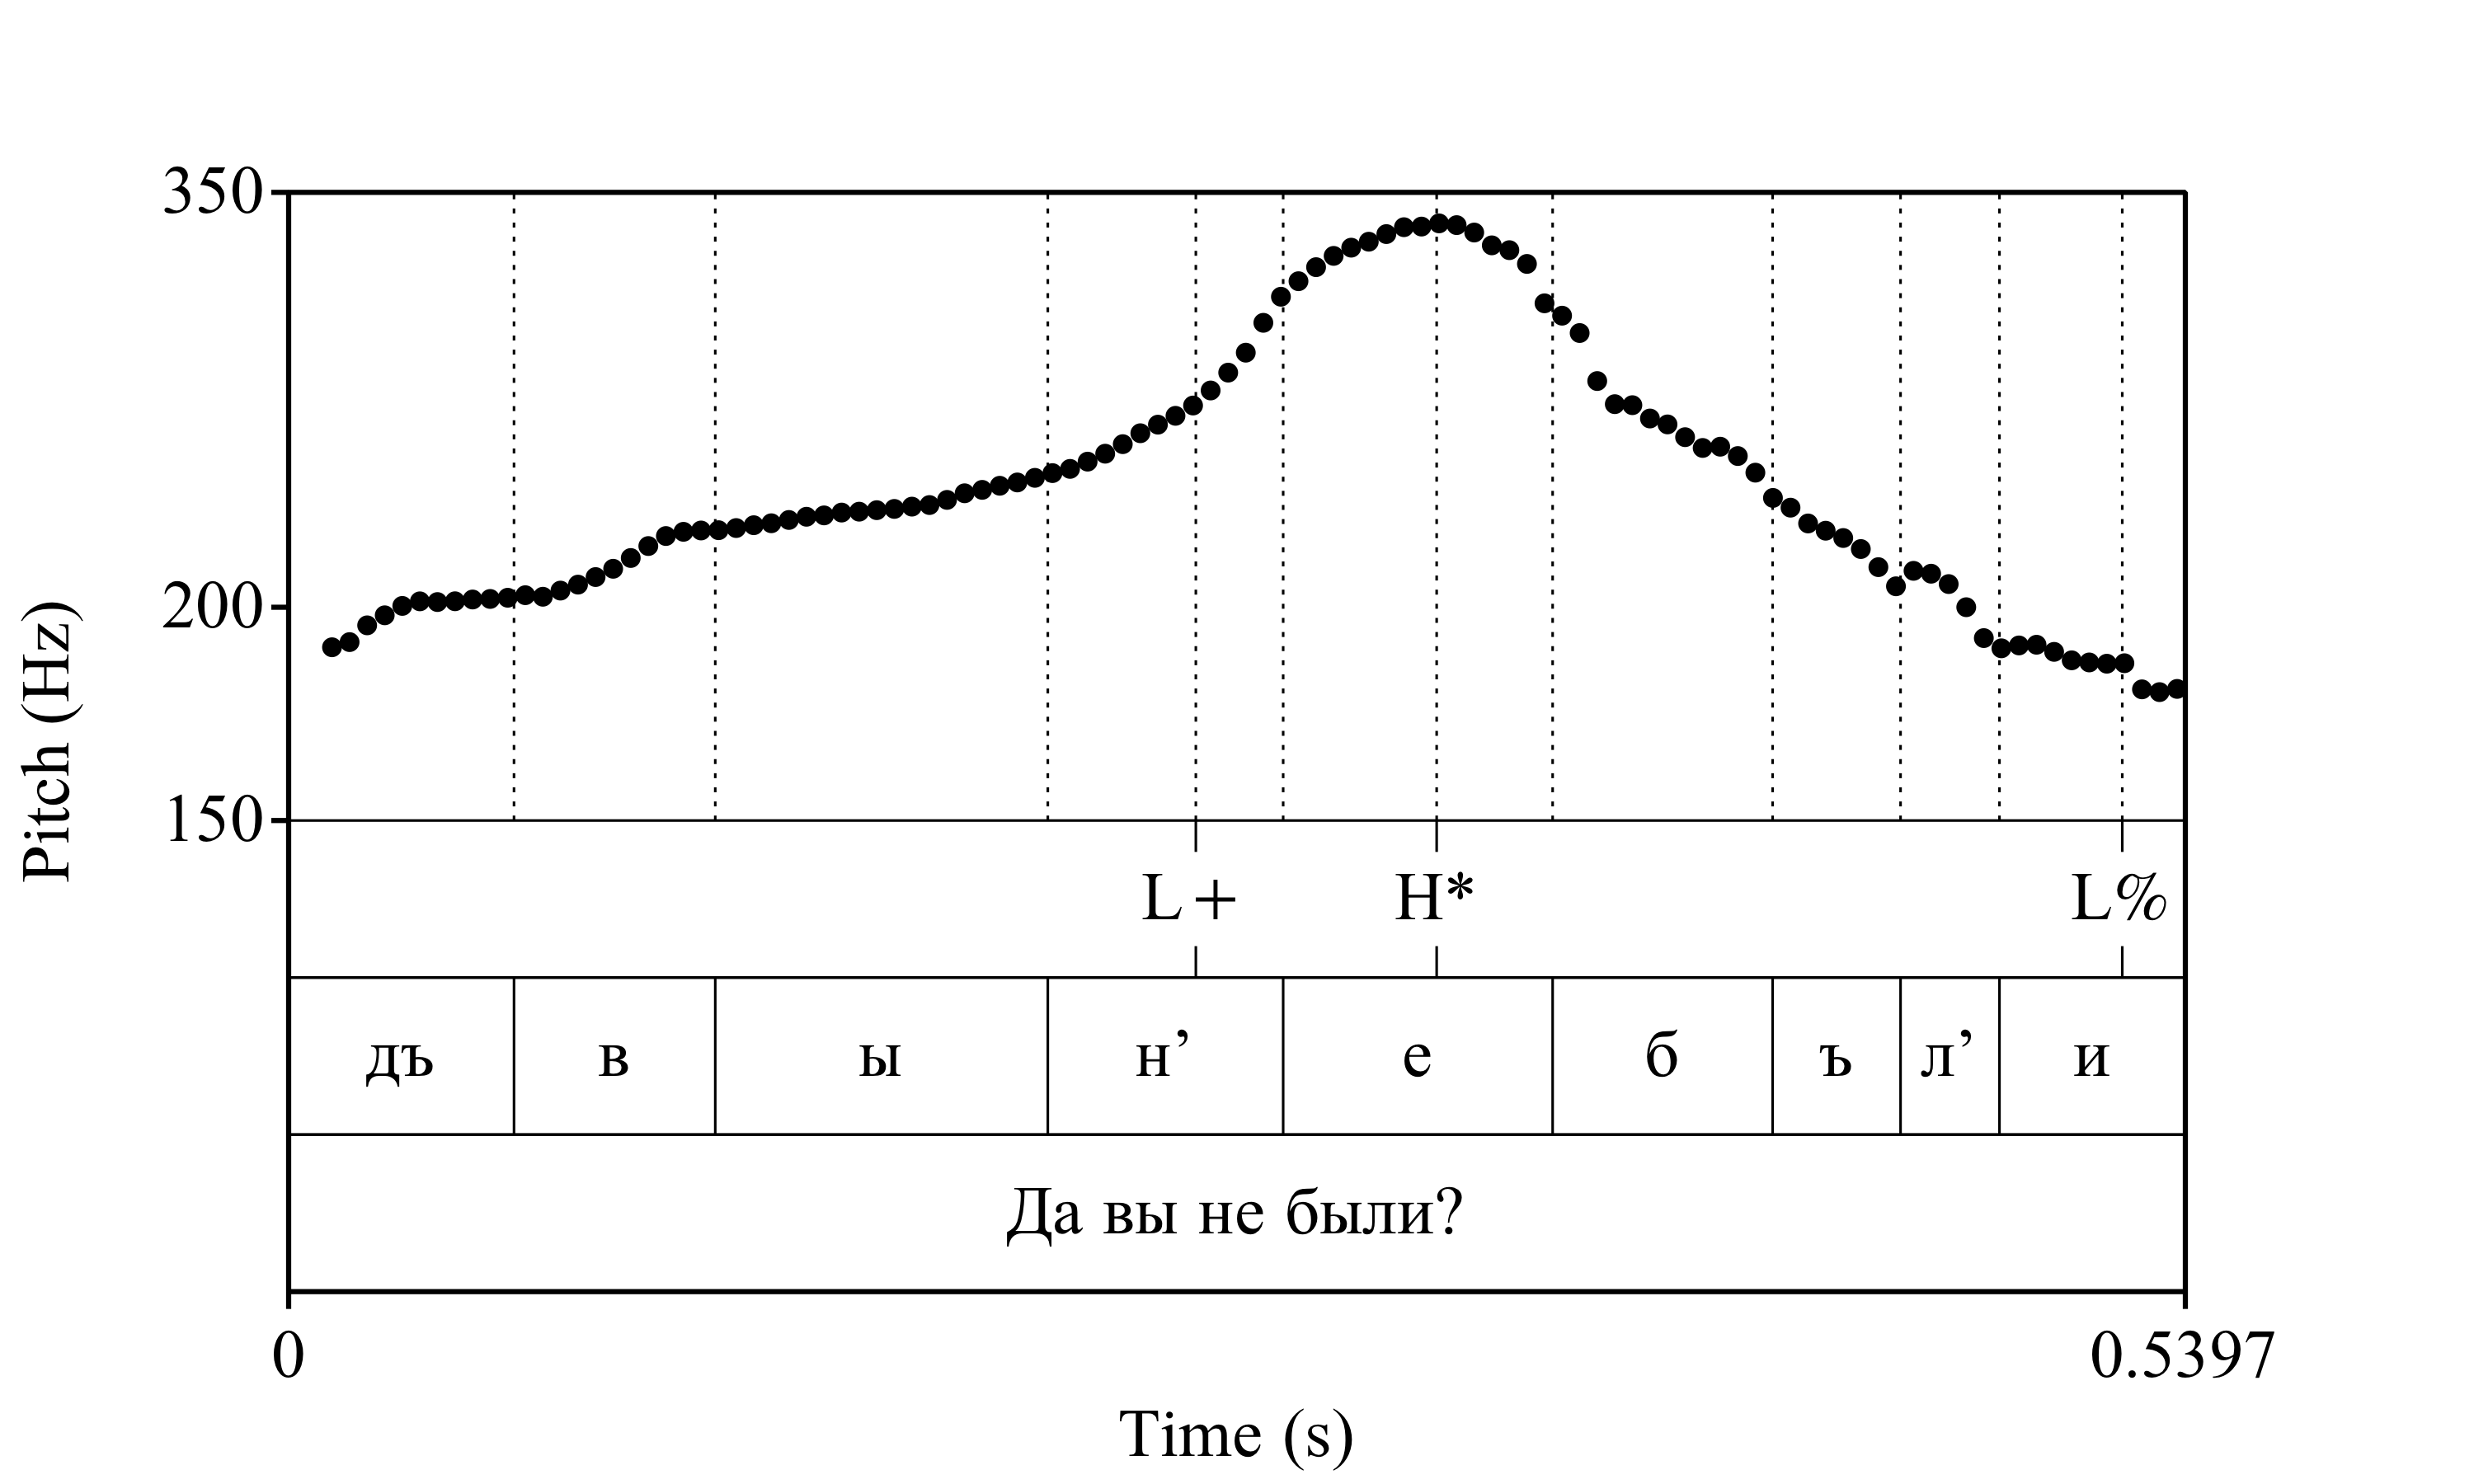 350
200
150
Pitch (Hz)
L + H* L%
дъ в ы н’ е б ъ л’ и
Да вы не были?
0 0.5397
Time (s)